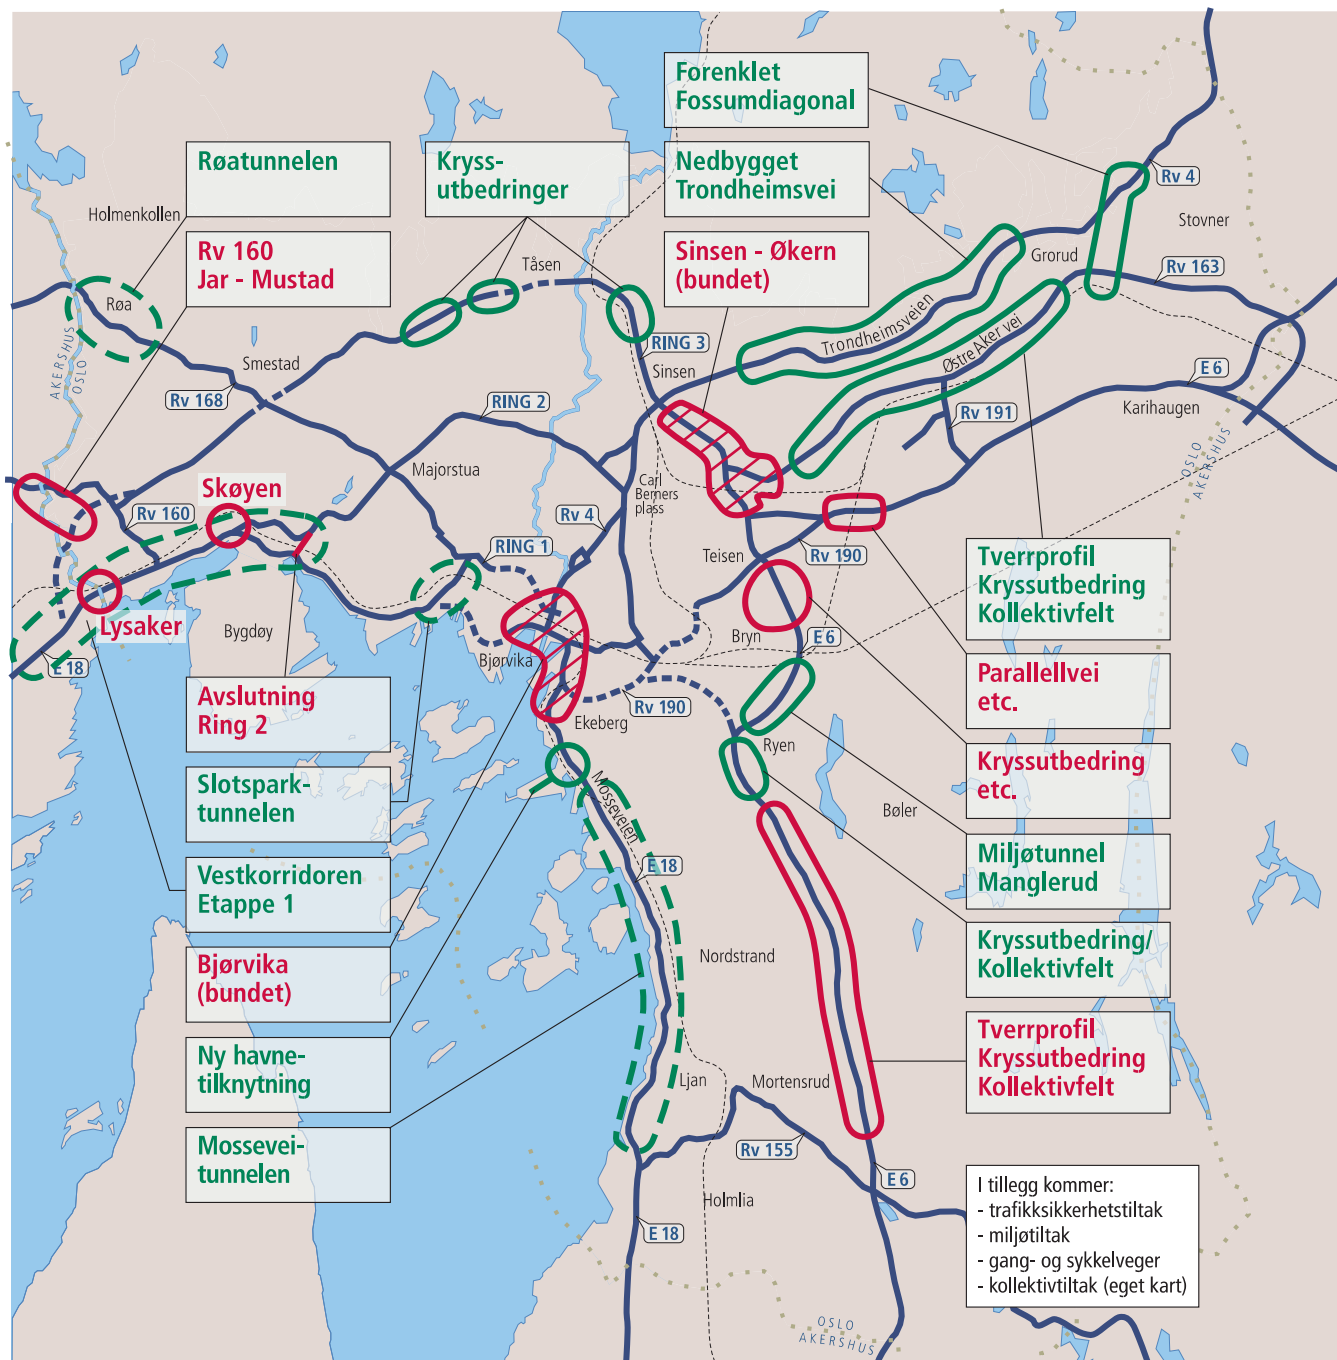 Forenklet
Fossumdiagonal
Røatunnelen
Kryss-
utbedringer
Nedbygget
Trondheimsvei
Rv 4
Stovner
Holmenkollen
Rv 160
Jar - Mustad
Sinsen - Økern
(bundet)
Tåsen
Grorud
Rv 163
Røa
AKERSHUS
OSLO
Smestad
Trondheimsveien
Østre Aker vei
RING 3
Sinsen
Rv 168
RING 2
E 6
Karihaugen
Rv 191
OSLO
AKERSHUS
Majorstua
Carl
Berners
plass
Skøyen
Rv 160
Rv 4
RING 1
Teisen
Rv 190
Tverrprofil
Kryssutbedring
Kollektivfelt
Lysaker
Bygdøy
Bryn
E 6
E 18
Bjørvika
Avslutning
Ring 2
Rv 190
Parallellvei
etc.
Ekeberg
Ryen
Kryssutbedring
etc.
Slotspark-
tunnelen
Mosseveien
Bøler
Miljøtunnel
Manglerud
Vestkorridoren
Etappe 1
E 18
Kryssutbedring/
Kollektivfelt
Bjørvika
(bundet)
Nordstrand
Ny havne-
tilknytning
Tverrprofil
Kryssutbedring
Kollektivfelt
Ljan
Mortensrud
Mossevei-
tunnelen
Rv 155
E 6
Holmlia
E 18
I tillegg kommer:
- trafikksikkerhetstiltak
- miljøtiltak
- gang- og sykkelveger
- kollektivtiltak (eget kart)
OSLO
AKERSHUS